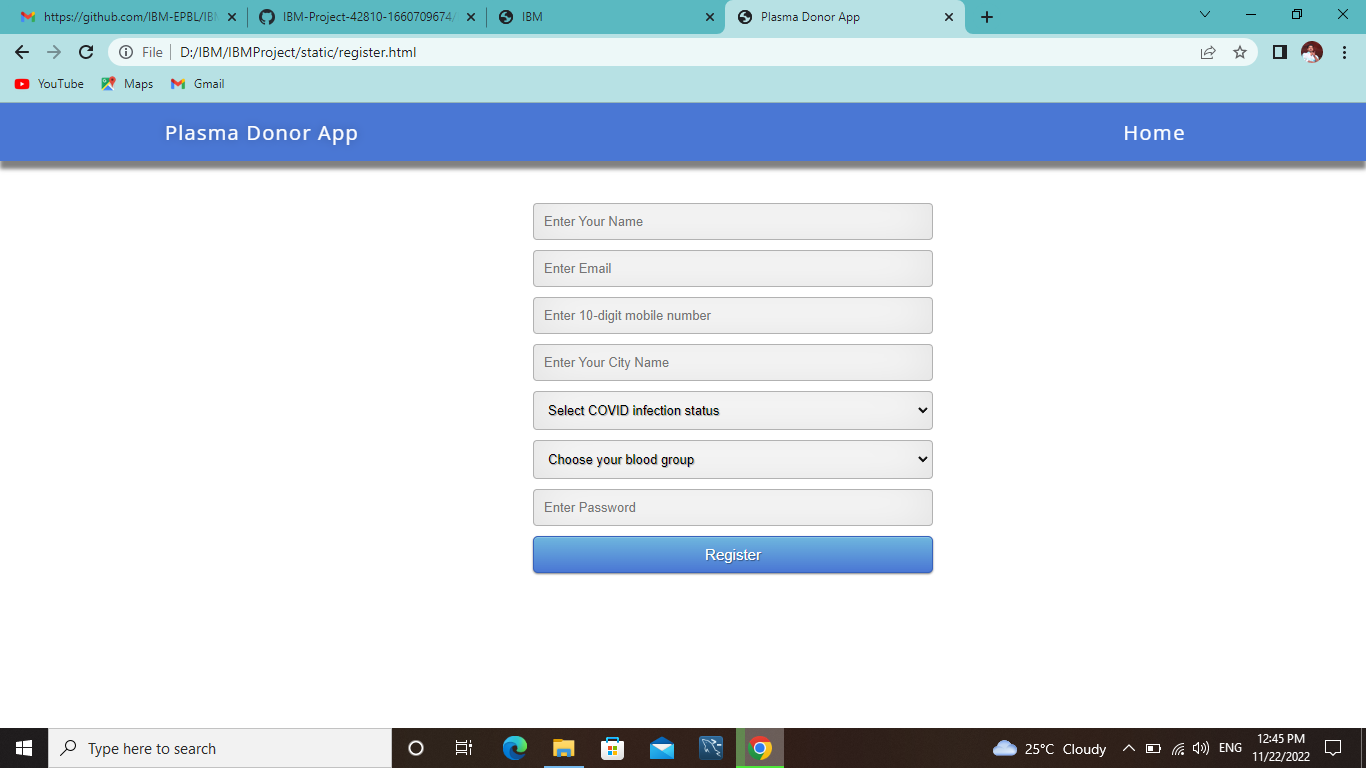 https://github.com/IBM-EPBL/IBM
IBM-Project-42810-1660709674/
IBM
Plasma Donor App
File
D:/IBM/IBMProject/static/register.html
YouTube
Maps
Gmail
Plasma Donor App
Home
Enter Your Name
Enter Email
Enter 10-digit mobile number
Enter Your City Name
Select COVID infection status
Choose your blood group
Enter Password
Register
Type here to search
25°C Cloudy
ENG
12:45 PM
11/22/2022